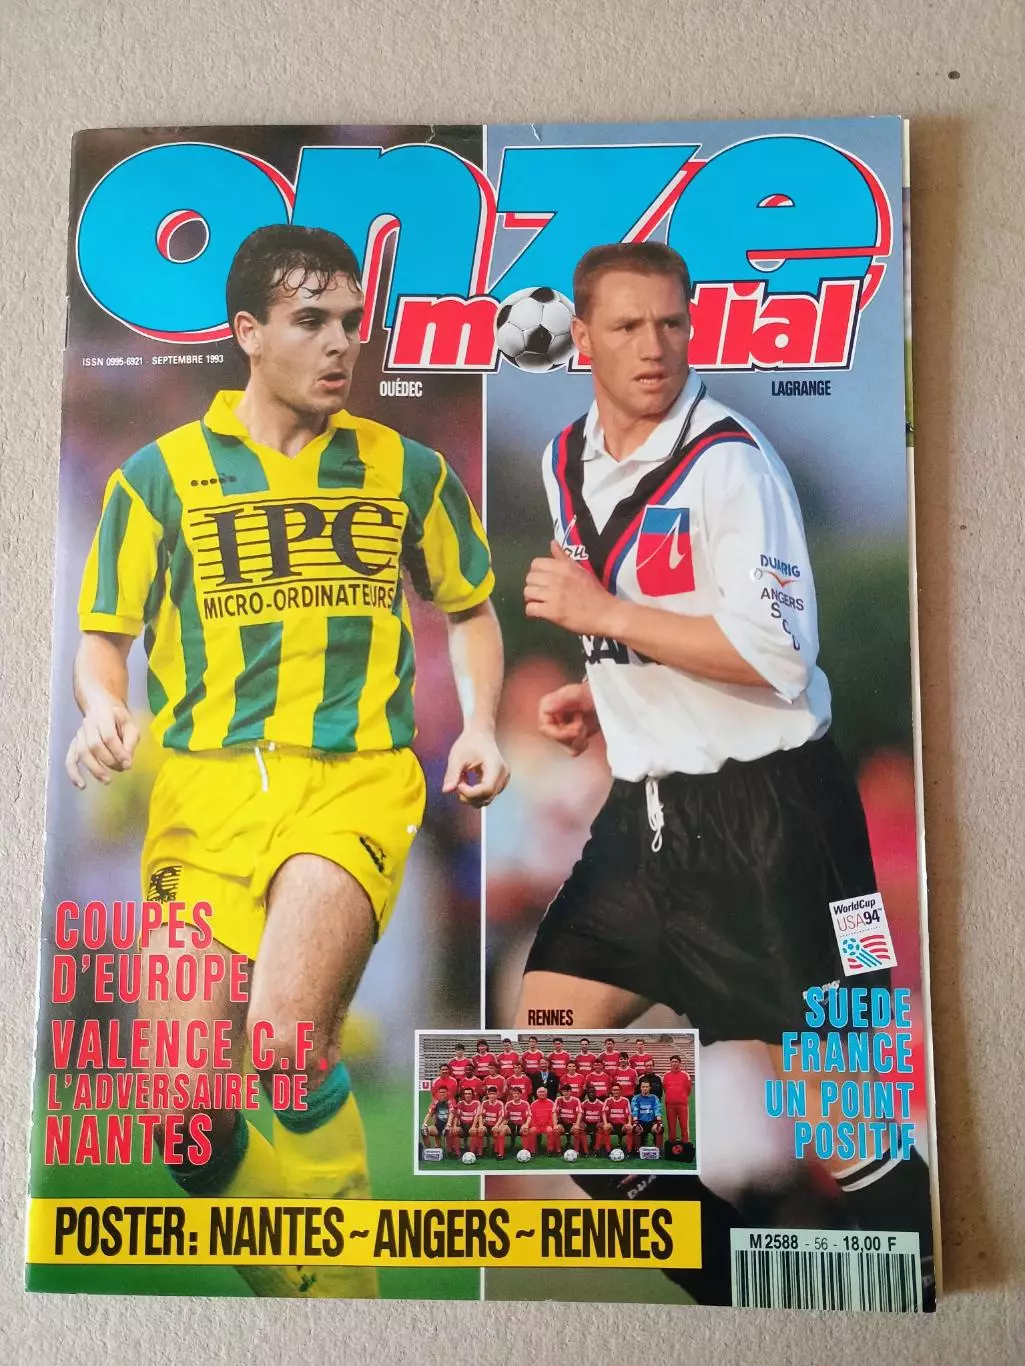 onze
mondial
ISSN 0995-6921 - SEPTEMBRE 1993
OUÉDEC
LAGRANGE
IPC
MICRO-ORDINATEURS
DUARIG
ANGERS
S
C
O
WorldCup
USA94
COUPES
D'EUROPE
VALENCE C.F.
L'ADVERSAIRE DE
NANTES
RENNES
SUEDE
FRANCE
UN POINT
POSITIF
POSTER: NANTES~ANGERS~RENNES
M 2588 - 56 - 18,00 F